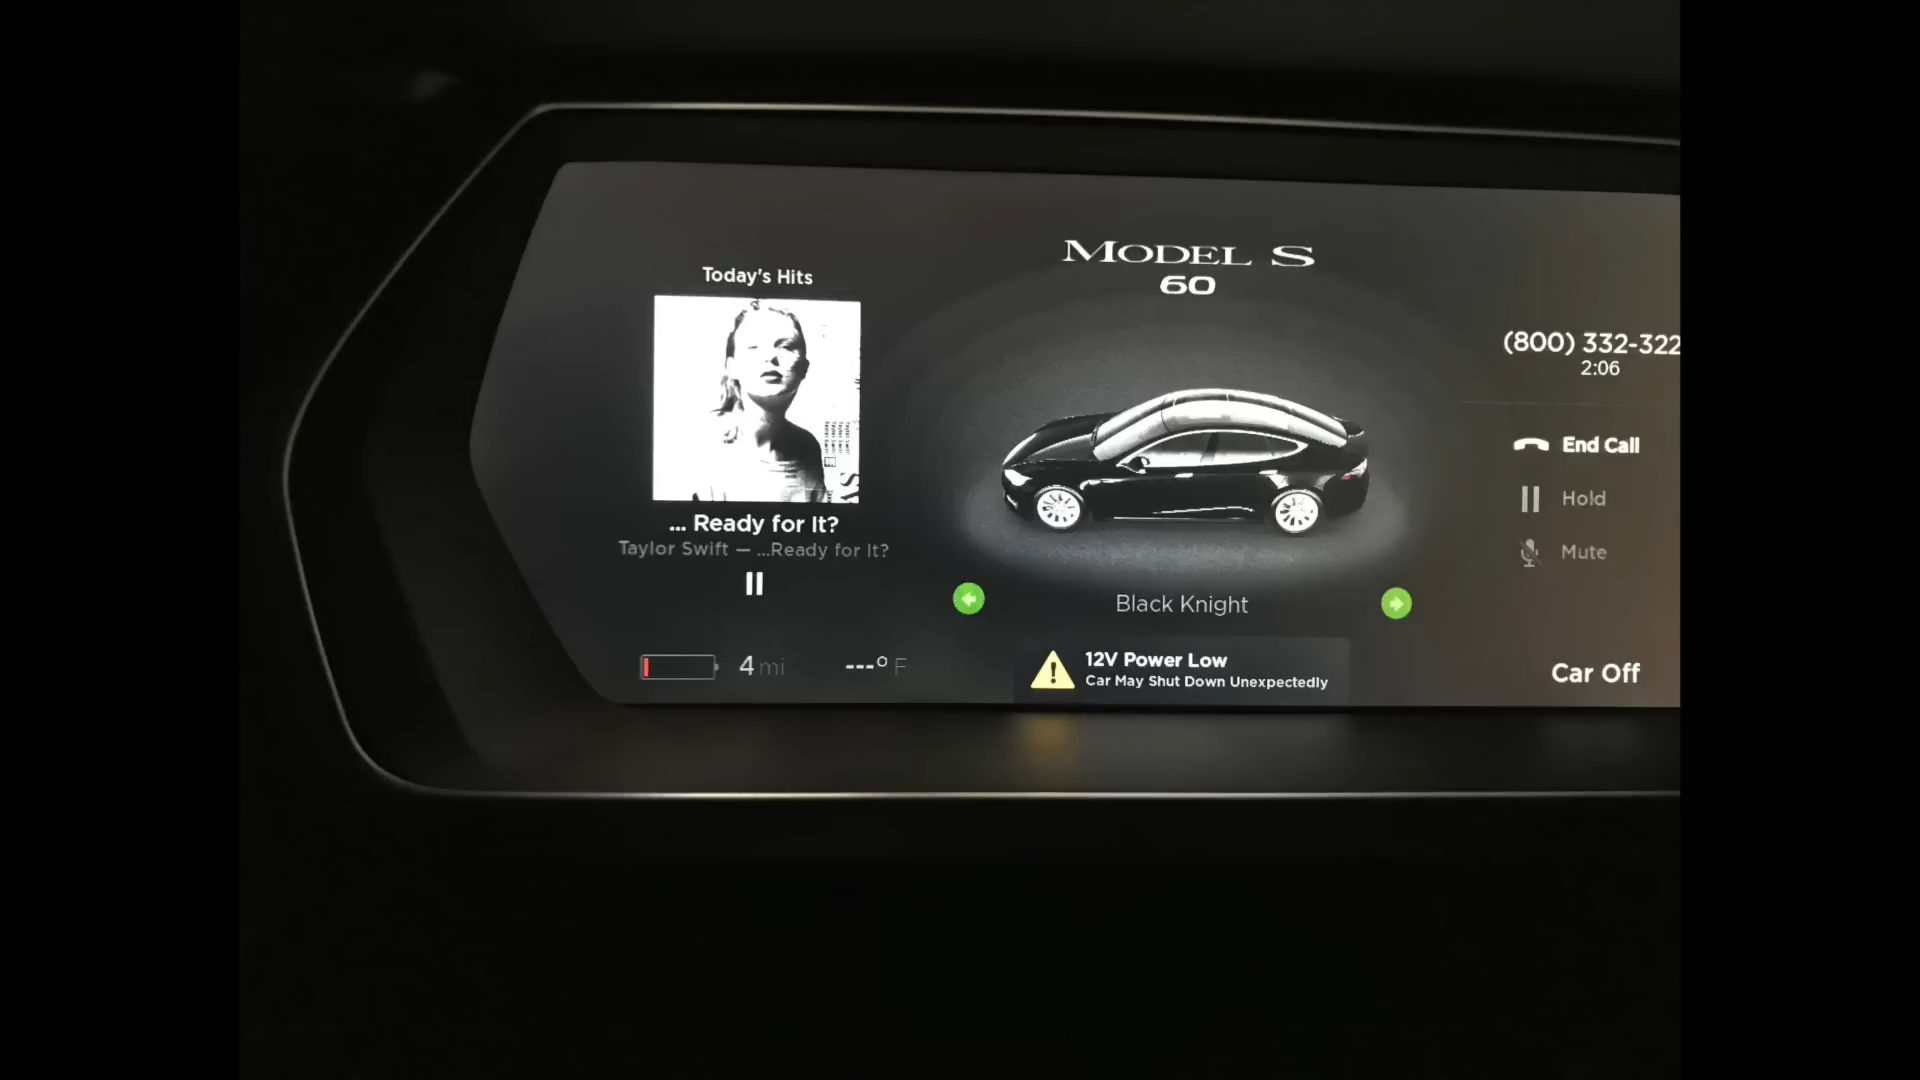 Today's Hits
... Ready for It?
Taylor Swift — ...Ready for It?
4 mi
---° F
MODEL S
60
Black Knight
12V Power Low
Car May Shut Down Unexpectedly
(800) 332-322
2:06
End Call
Hold
Mute
Car Off